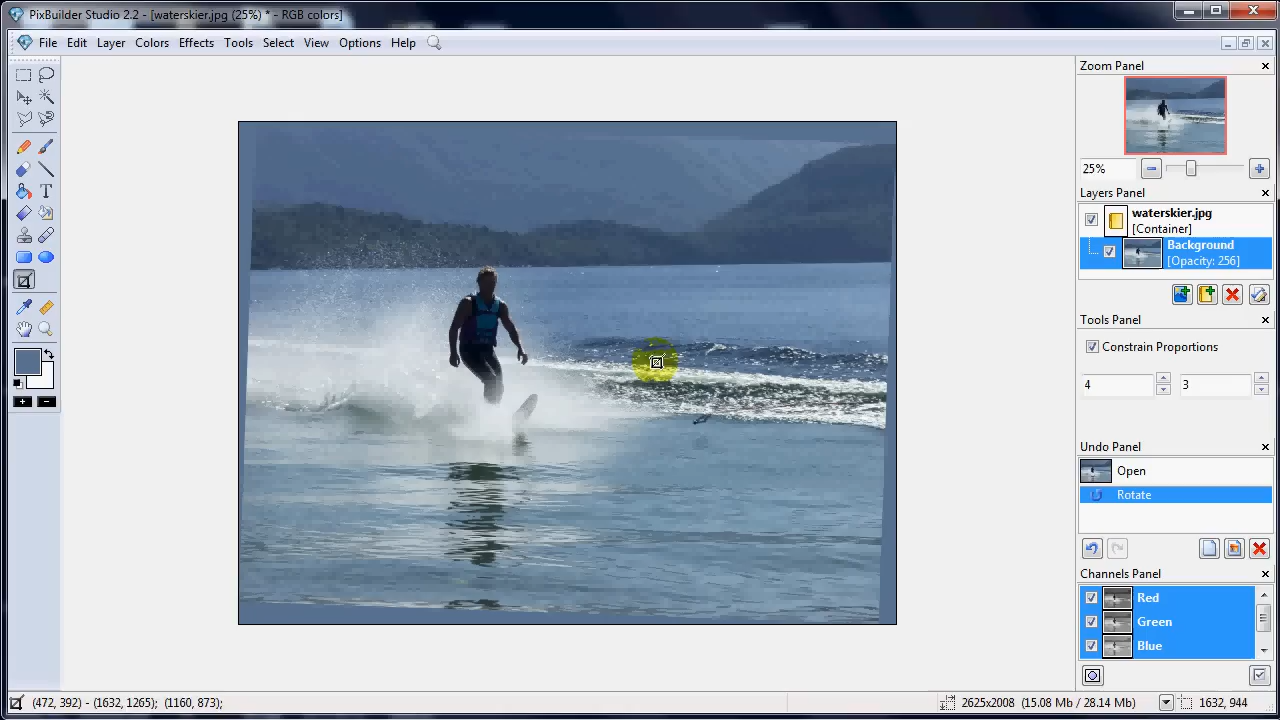 PixBuilder Studio 2.2 - [waterskier.jpg (25%) * - RGB colors]
File Edit Layer Colors Effects Tools Select View Options Help
Zoom Panel
25%
Layers Panel
waterskier.jpg
[Container]
Background
[Opacity: 256]
Tools Panel
Constrain Proportions
4 3
Undo Panel
Open
Rotate
Channels Panel
Red
Green
Blue
T
(472, 392) - (1632, 1265); (1160, 873);
2625x2008 (15.08 Mb / 28.14 Mb)
1632, 944